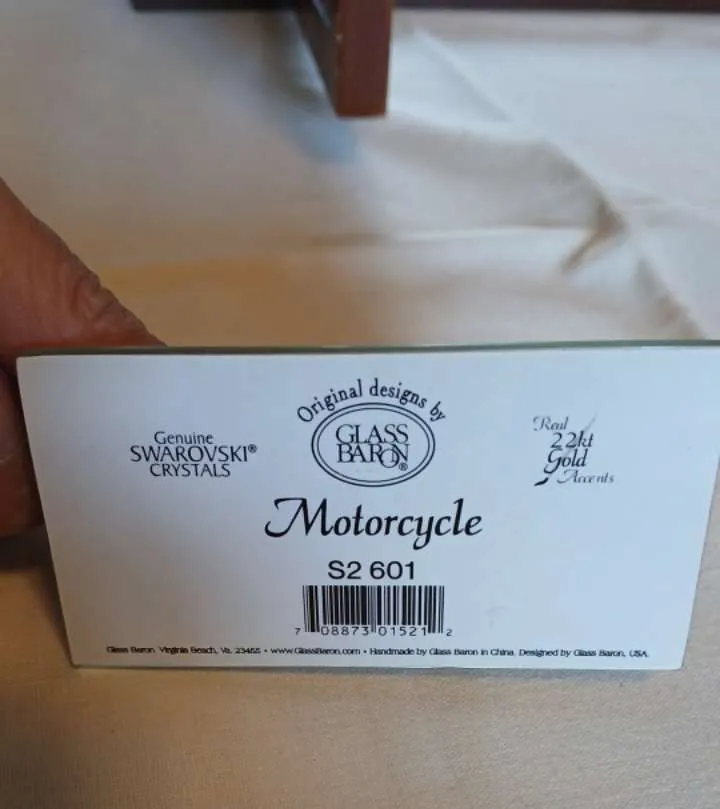 Original designs by
GLASS
BARON®
Genuine
SWAROVSKI®
CRYSTALS
Real
22kt
Gold
Accents
Motorcycle
S2 601
7 08873 01521 2
Glass Baron Virginia Beach, Va. 23455 • www.GlassBaron.com • Handmade by Glass Baron in China. Designed by Glass Baron, USA.